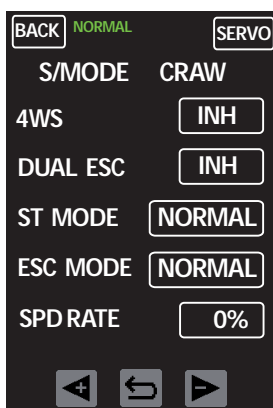 BACK NORMAL SERVO
S/MODE CRAW
4WS INH
DUAL ESC INH
ST MODE NORMAL
ESC MODE NORMAL
SPD RATE 0%
+ -